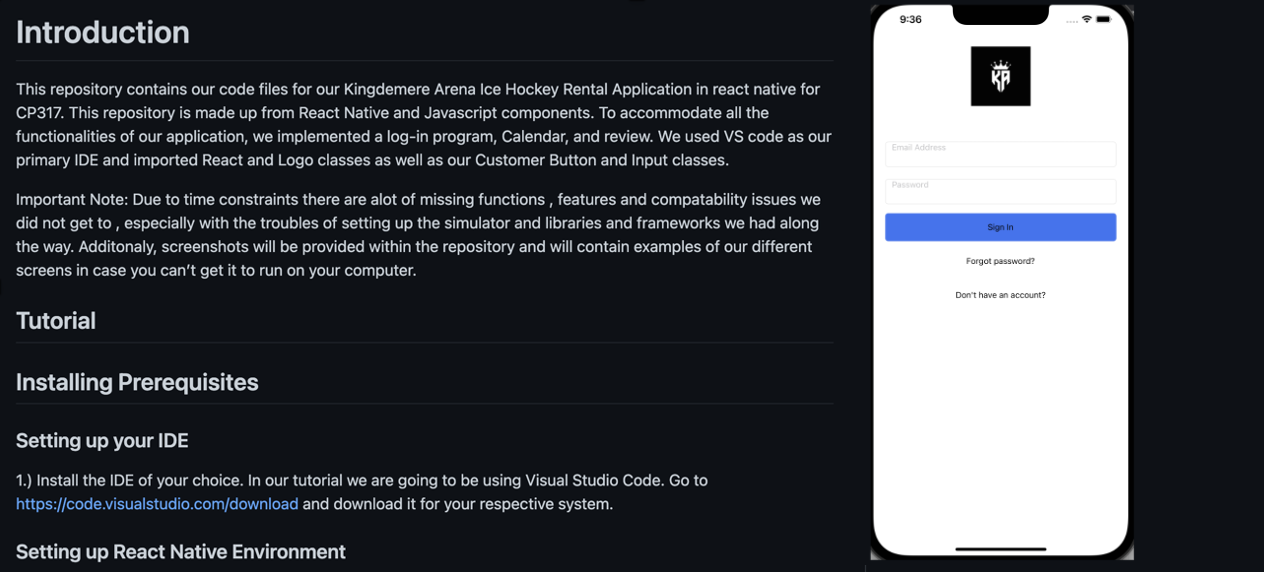 Introduction
This repository contains our code files for our Kingdemere Arena Ice Hockey Rental Application in react native for
CP317. This repository is made up from React Native and Javascript components. To accommodate all the
functionalities of our application, we implemented a log-in program, Calendar, and review. We used VS code as our
primary IDE and imported React and Logo classes as well as our Customer Button and Input classes.
Important Note: Due to time constraints there are alot of missing functions , features and compatability issues we
did not get to , especially with the troubles of setting up the simulator and libraries and frameworks we had along
the way. Additonaly, screenshots will be provided within the repository and will contain examples of our different
screens in case you can’t get it to run on your computer.
Tutorial
Installing Prerequisites
Setting up your IDE
1.) Install the IDE of your choice. In our tutorial we are going to be using Visual Studio Code. Go to
https://code.visualstudio.com/download and download it for your respective system.
Setting up React Native Environment
9:36
KA
Email Address
Password
Sign In
Forgot password?
Don't have an account?